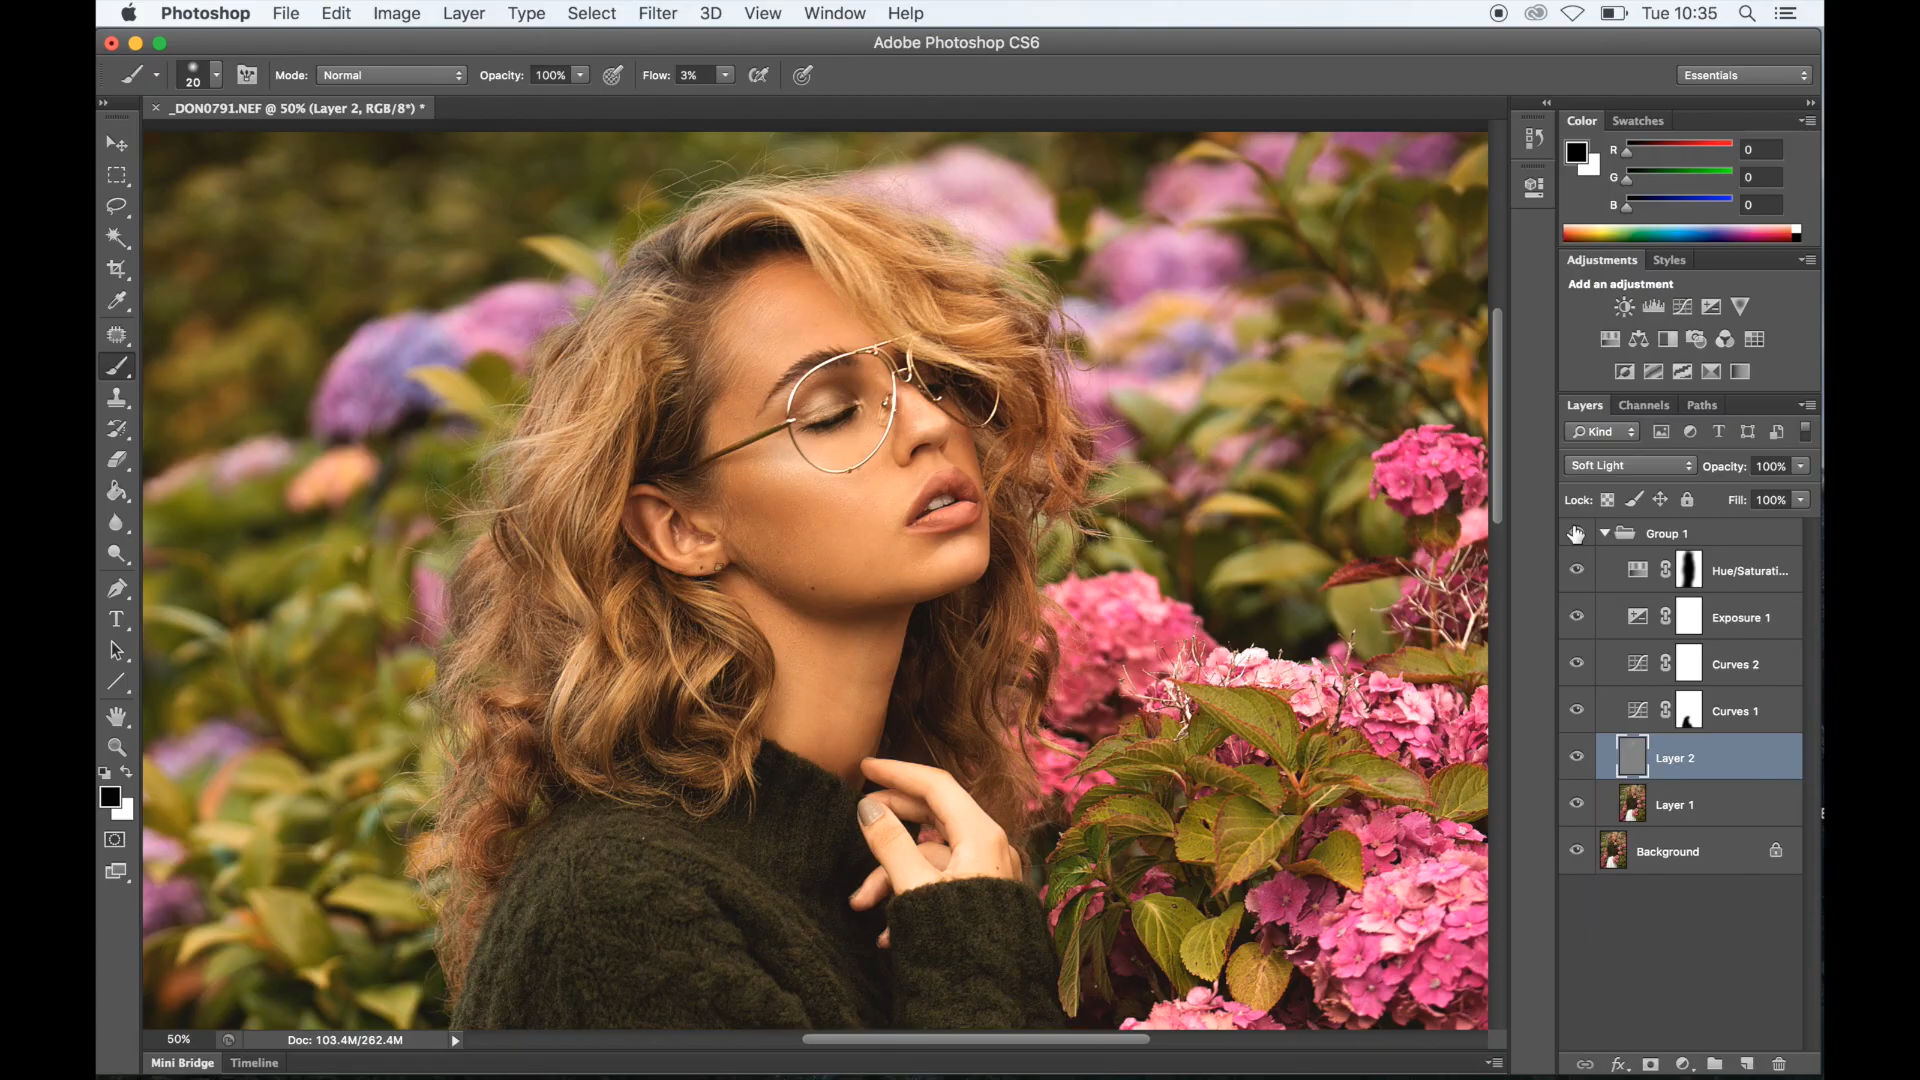 Photoshop File Edit Image Layer Type Select Filter 3D View Window Help Tue 10:35
Adobe Photoshop CS6
20 Mode: Normal Opacity: 100% Flow: 3% Essentials
_DON0791.NEF @ 50% (Layer 2, RGB/8*) *
Color Swatches
R 0
G 0
B 0
Adjustments Styles
Add an adjustment
Layers Channels Paths
Kind
Soft Light Opacity: 100%
Lock: Fill: 100%
Group 1
Hue/Saturati...
Exposure 1
Curves 2
Curves 1
Layer 2
Layer 1
Background
50% Doc: 103.4M/262.4M
Mini Bridge Timeline